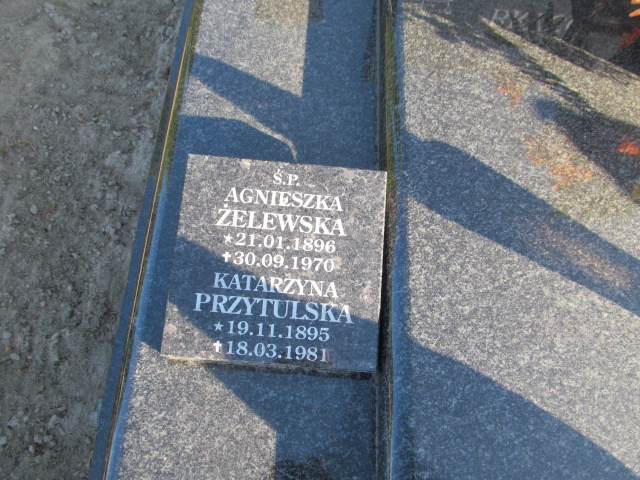 Ś.P.
AGNIESZKA
ŻELEWSKA
★21.01.1896
✝30.09.1970
KATARZYNA
PRZYTULSKA
★19.11.1895
✝18.03.1981